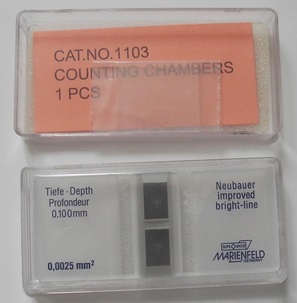 CAT.NO.1103
COUNTING CHAMBERS
1 PCS
Tiefe - Depth
Profondeur
0,100mm
0,0025 mm²
Neubauer
improved
bright-line
MARIENFELD
GERMANY